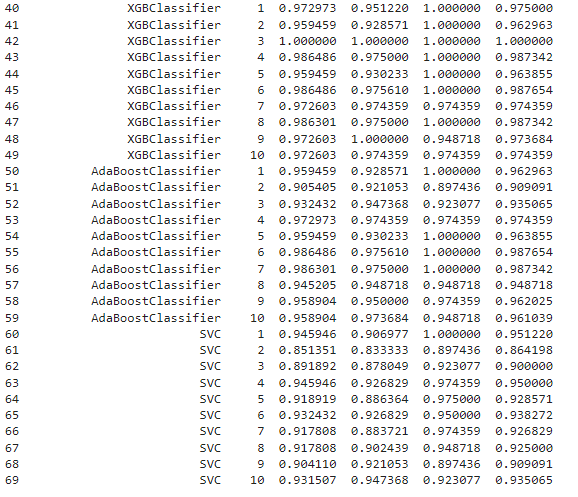 40 XGBClassifier 1 0.972973 0.951220 1.000000 0.975000
41 XGBClassifier 2 0.959459 0.928571 1.000000 0.962963
42 XGBClassifier 3 1.000000 1.000000 1.000000 1.000000
43 XGBClassifier 4 0.986486 0.975000 1.000000 0.987342
44 XGBClassifier 5 0.959459 0.930233 1.000000 0.963855
45 XGBClassifier 6 0.986486 0.975610 1.000000 0.987654
46 XGBClassifier 7 0.972603 0.974359 0.974359 0.974359
47 XGBClassifier 8 0.986301 0.975000 1.000000 0.987342
48 XGBClassifier 9 0.972603 1.000000 0.948718 0.973684
49 XGBClassifier 10 0.972603 0.974359 0.974359 0.974359
50 AdaBoostClassifier 1 0.959459 0.928571 1.000000 0.962963
51 AdaBoostClassifier 2 0.905405 0.921053 0.897436 0.909091
52 AdaBoostClassifier 3 0.932432 0.947368 0.923077 0.935065
53 AdaBoostClassifier 4 0.972973 0.974359 0.974359 0.974359
54 AdaBoostClassifier 5 0.959459 0.930233 1.000000 0.963855
55 AdaBoostClassifier 6 0.986486 0.975610 1.000000 0.987654
56 AdaBoostClassifier 7 0.986301 0.975000 1.000000 0.987342
57 AdaBoostClassifier 8 0.945205 0.948718 0.948718 0.948718
58 AdaBoostClassifier 9 0.958904 0.950000 0.974359 0.962025
59 AdaBoostClassifier 10 0.958904 0.973684 0.948718 0.961039
60 SVC 1 0.945946 0.906977 1.000000 0.951220
61 SVC 2 0.851351 0.833333 0.897436 0.864198
62 SVC 3 0.891892 0.878049 0.923077 0.900000
63 SVC 4 0.945946 0.926829 0.974359 0.950000
64 SVC 5 0.918919 0.886364 0.975000 0.928571
65 SVC 6 0.932432 0.926829 0.950000 0.938272
66 SVC 7 0.917808 0.883721 0.974359 0.926829
67 SVC 8 0.917808 0.902439 0.948718 0.925000
68 SVC 9 0.904110 0.921053 0.897436 0.909091
69 SVC 10 0.931507 0.947368 0.923077 0.935065